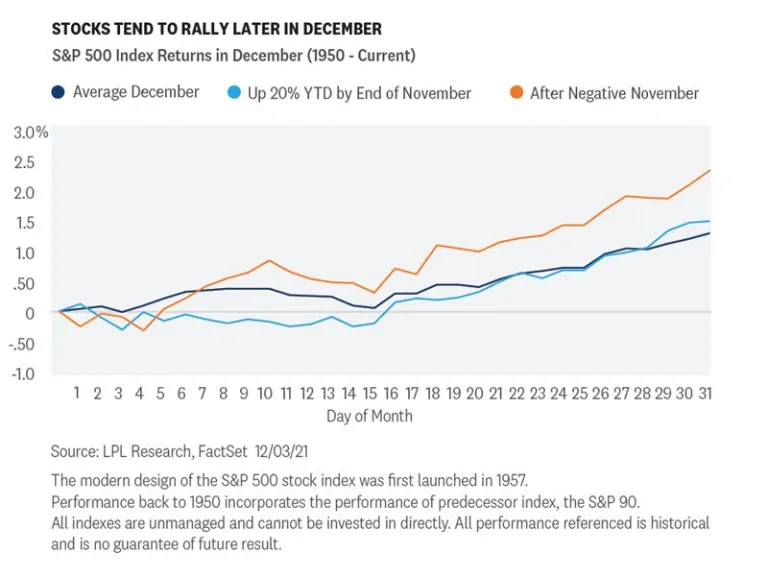 STOCKS TEND TO RALLY LATER IN DECEMBER
S&P 500 Index Returns in December (1950 - Current)
Average December Up 20% YTD by End of November After Negative November
3.0%
2.5
2.0
1.5
1.0
.50
0
-.50
-1.0
1 2 3 4 5 6 7 8 9 10 11 12 13 14 15 16 17 18 19 20 21 22 23 24 25 26 27 28 29 30 31
Day of Month
Source: LPL Research, FactSet 12/03/21
The modern design of the S&P 500 stock index was first launched in 1957.
Performance back to 1950 incorporates the performance of predecessor index, the S&P 90.
All indexes are unmanaged and cannot be invested in directly. All performance referenced is historical
and is no guarantee of future result.